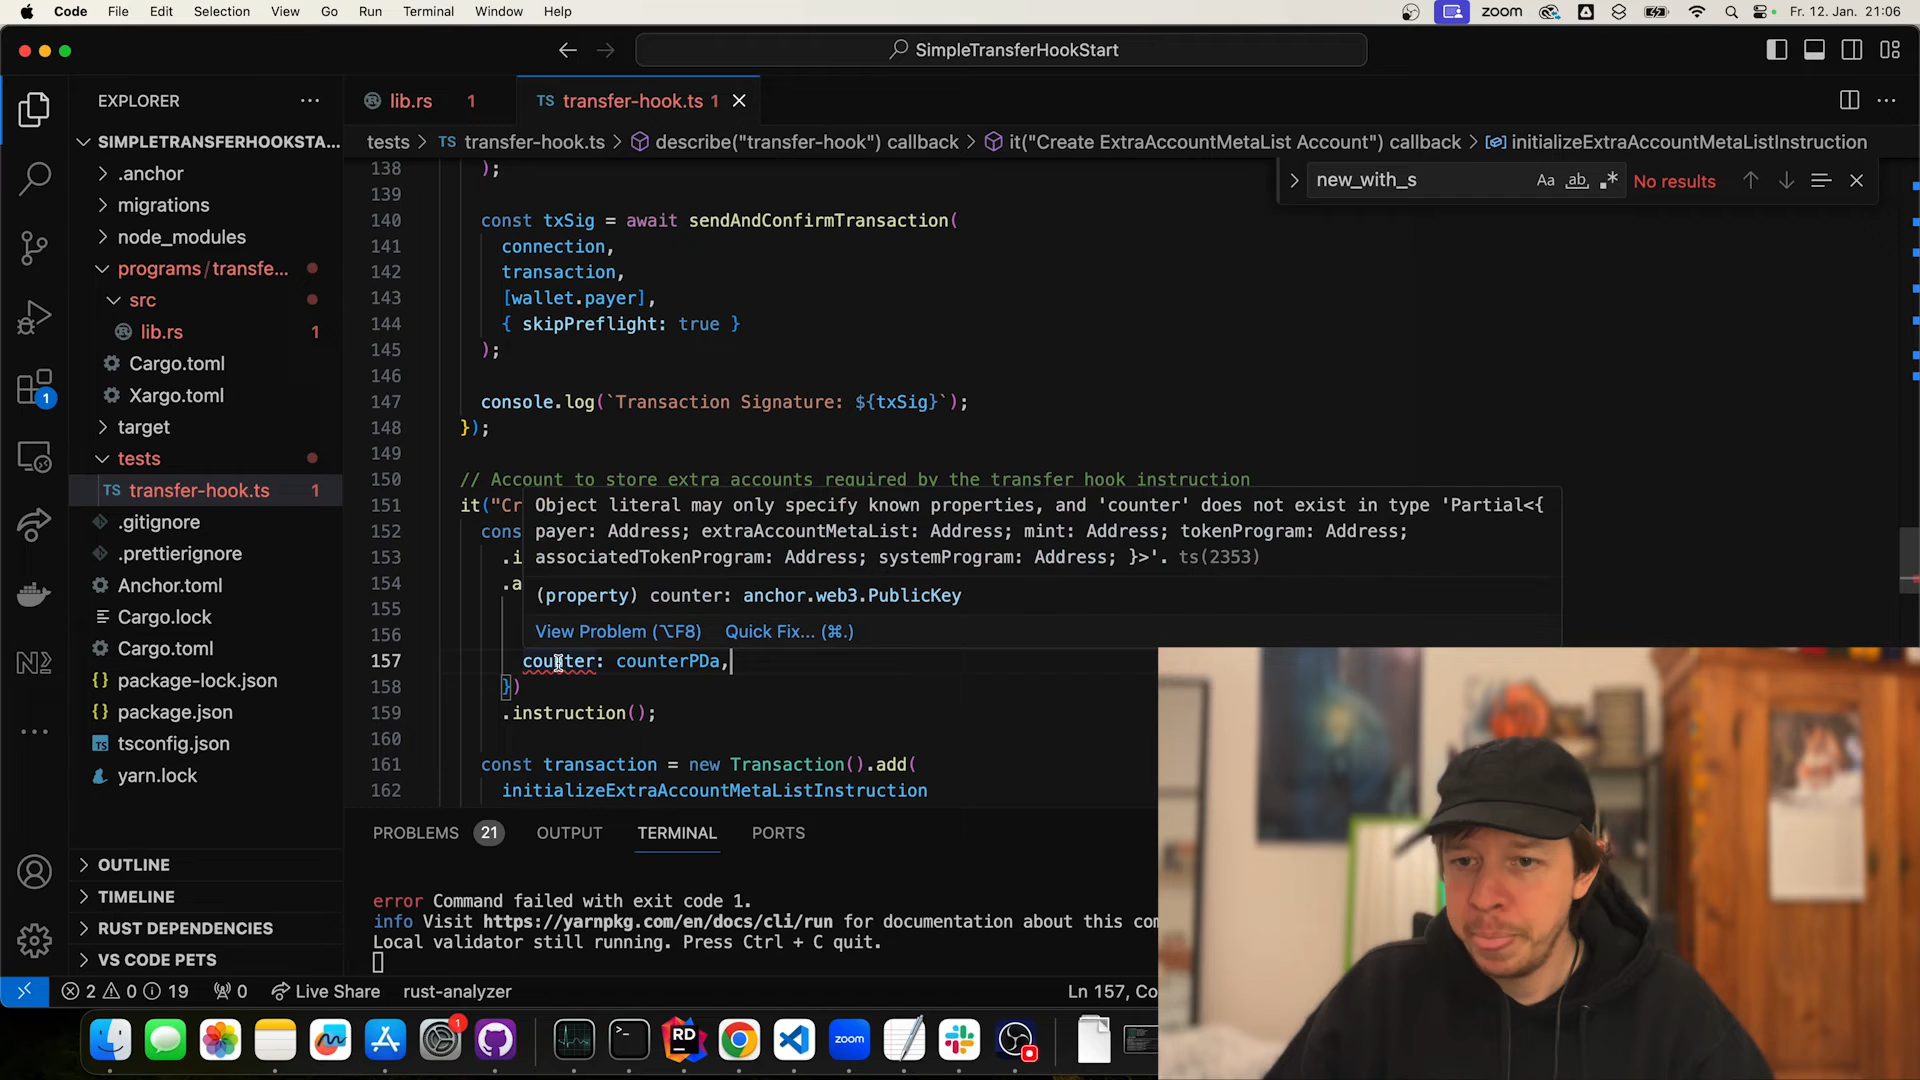 Code File Edit Selection View Go Run Terminal Window Help
zoom Fr. 12. Jan. 21:06
SimpleTransferHookStart
EXPLORER
lib.rs 1
TS transfer-hook.ts 1
SIMPLETRANSFERHOOKSTA...
tests > TS transfer-hook.ts > describe("transfer-hook") callback > it("Create ExtraAccountMetaList Account") callback > initializeExtraAccountMetaListInstruction
new_with_s Aa ab No results
.anchor
migrations
node_modules
programs/transfe...
src
lib.rs 1
Cargo.toml
Xargo.toml
target
tests
TS transfer-hook.ts 1
.gitignore
.prettierignore
Anchor.toml
Cargo.lock
Cargo.toml
package-lock.json
package.json
TS tsconfig.json
yarn.lock
OUTLINE
TIMELINE
RUST DEPENDENCIES
VS CODE PETS
1
138 );
139
140 const txSig = await sendAndConfirmTransaction(
141 connection,
142 transaction,
143 [wallet.payer],
144 { skipPreflight: true }
145 );
146
147 console.log(`Transaction Signature: ${txSig}`);
148 });
149
150 // Account to store extra accounts required by the transfer hook instruction
151 it("Cr
152 cons
153 .i
154 .a
155
156
157 counter: counterPDa,
158 })
159 .instruction();
160
161 const transaction = new Transaction().add(
162 initializeExtraAccountMetaListInstruction
Object literal may only specify known properties, and 'counter' does not exist in type 'Partial<{
payer: Address; extraAccountMetaList: Address; mint: Address; tokenProgram: Address;
associatedTokenProgram: Address; systemProgram: Address; }>'. ts(2353)
(property) counter: anchor.web3.PublicKey
View Problem (⌥F8) Quick Fix... (⌘.)
PROBLEMS 21 OUTPUT TERMINAL PORTS
error Command failed with exit code 1.
info Visit https://yarnpkg.com/en/docs/cli/run for documentation about this com
Local validator still running. Press Ctrl + C quit.
2 0 19 0 Live Share rust-analyzer Ln 157, Co
1
RD
zoom